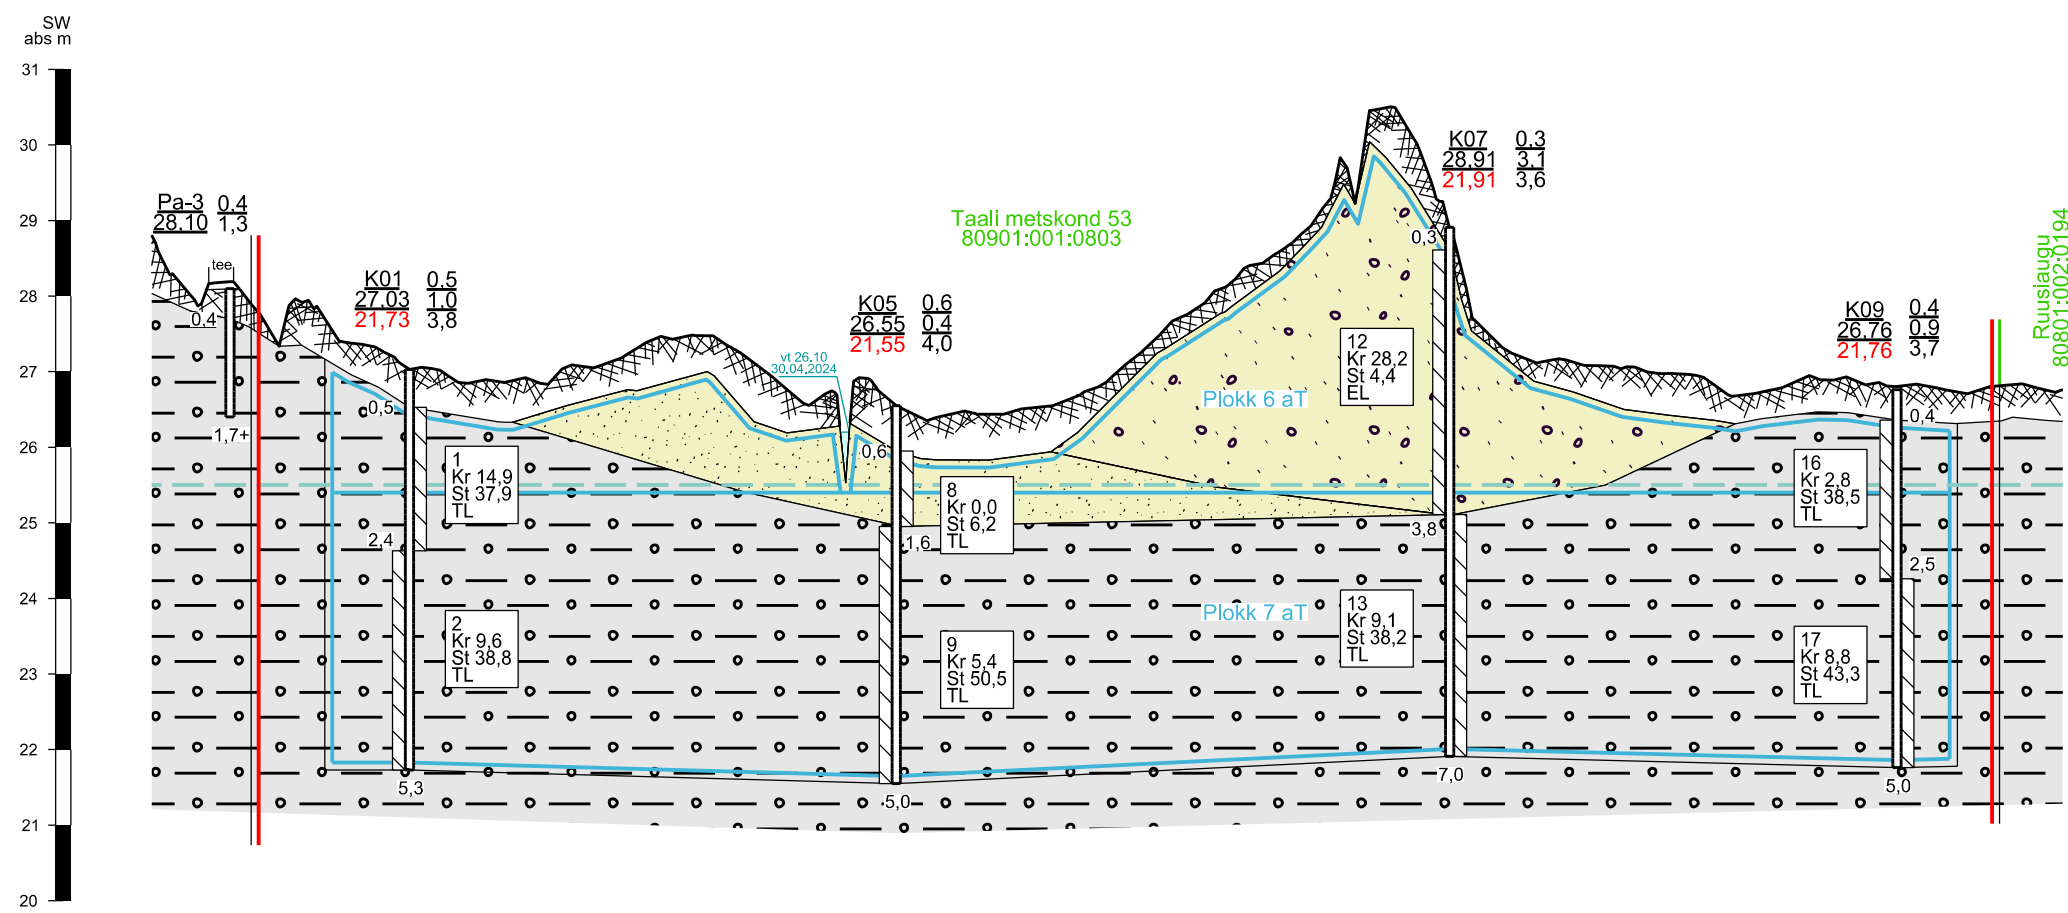 SW
abs m
31
30
29
28
27
26
25
24
23
22
21
20
Pa-3 0,4
28,10 1,3
tee
0,4
1,7+
K01 0,5
27,03 1,0
21,73 3,8
0,5
2,4
5,3
1
Kr 14,9
St 37,9
TL
2
Kr 9,6
St 38,8
TL
vt 26.10
30.04.2024
K05 0,6
26,55 0,4
21,55 4,0
0,6
1,6
5,0
8
Kr 0,0
St 6,2
TL
9
Kr 5,4
St 50,5
TL
Taali metskond 53
80901:001:0803
Plokk 6 aT
Plokk 7 aT
K07 0,3
28,91 3,1
21,91 3,6
0,3
3,8
7,0
12
Kr 28,2
St 4,4
EL
13
Kr 9,1
St 38,2
TL
K09 0,4
26,76 0,9
21,76 3,7
0,4
2,5
5,0
16
Kr 2,8
St 38,5
TL
17
Kr 8,8
St 43,3
TL
Ruusiaugu
80801:002:0194